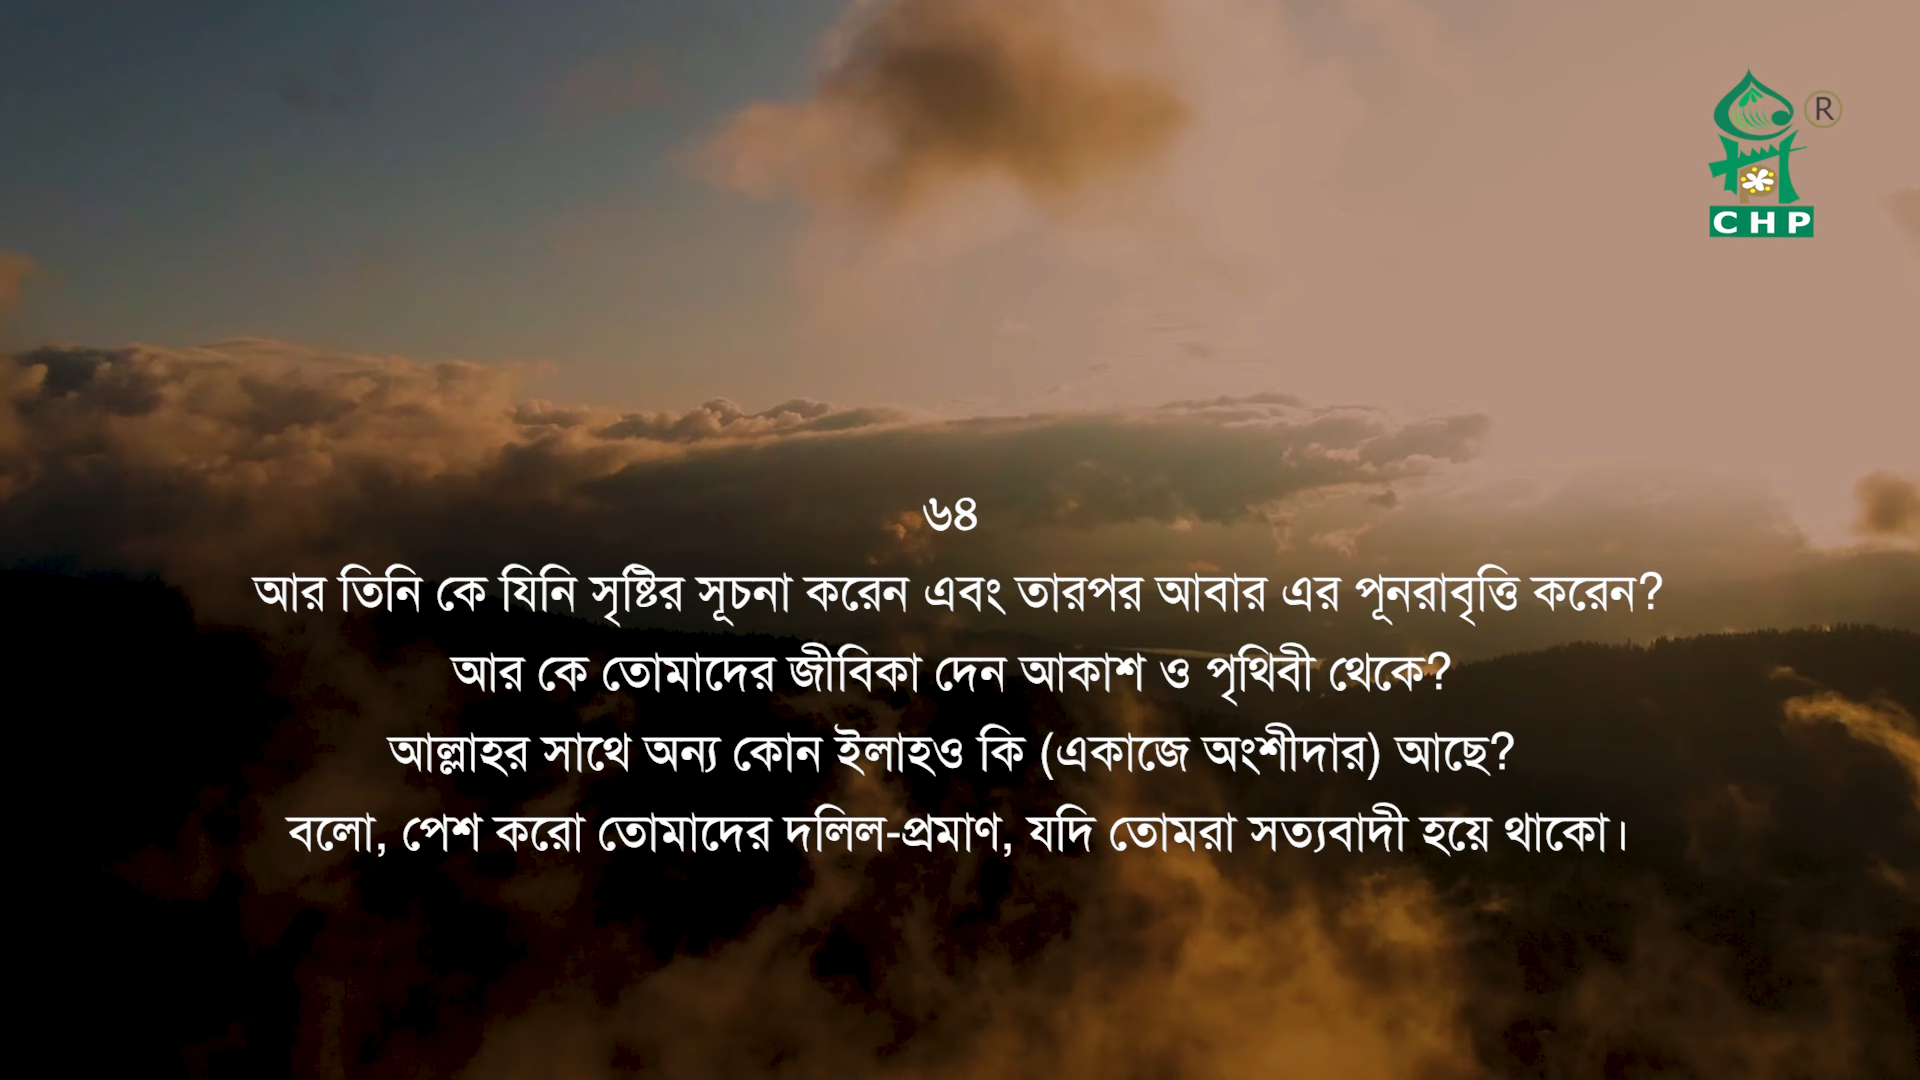 R
CHP
৬৪
আর তিনি কে যিনি সৃষ্টির সূচনা করেন এবং তারপর আবার এর পূনরাবৃত্তি করেন?
আর কে তোমাদের জীবিকা দেন আকাশ ও পৃথিবী থেকে?
আল্লাহর সাথে অন্য কোন ইলাহও কি (একাজে অংশীদার) আছে?
বলো, পেশ করো তোমাদের দলিল-প্রমাণ, যদি তোমরা সত্যবাদী হয়ে থাকো।